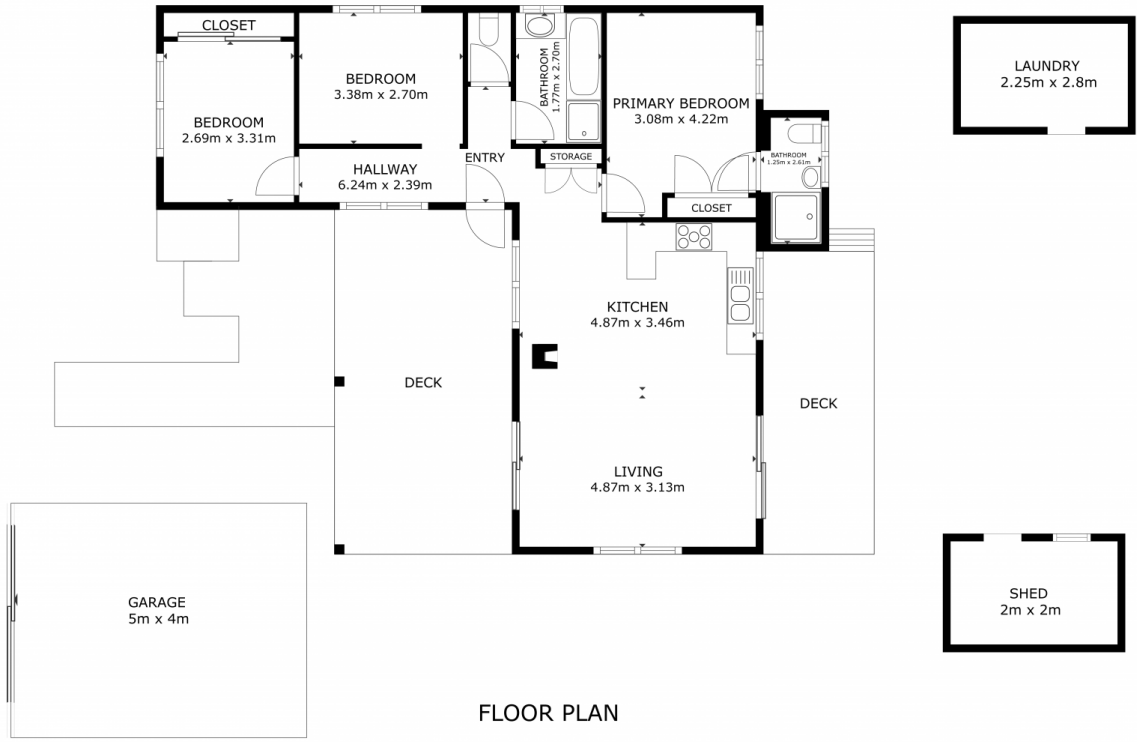 CLOSET
BEDROOM
2.69m x 3.31m
BEDROOM
3.38m x 2.70m
BATHROOM
1.77m x 2.70m
PRIMARY BEDROOM
3.08m x 4.22m
LAUNDRY
2.25m x 2.8m
HALLWAY
6.24m x 2.39m
ENTRY
STORAGE
BATHROOM
1.25m x 2.61m
CLOSET
KITCHEN
4.87m x 3.46m
DECK
DECK
LIVING
4.87m x 3.13m
GARAGE
5m x 4m
SHED
2m x 2m
FLOOR PLAN